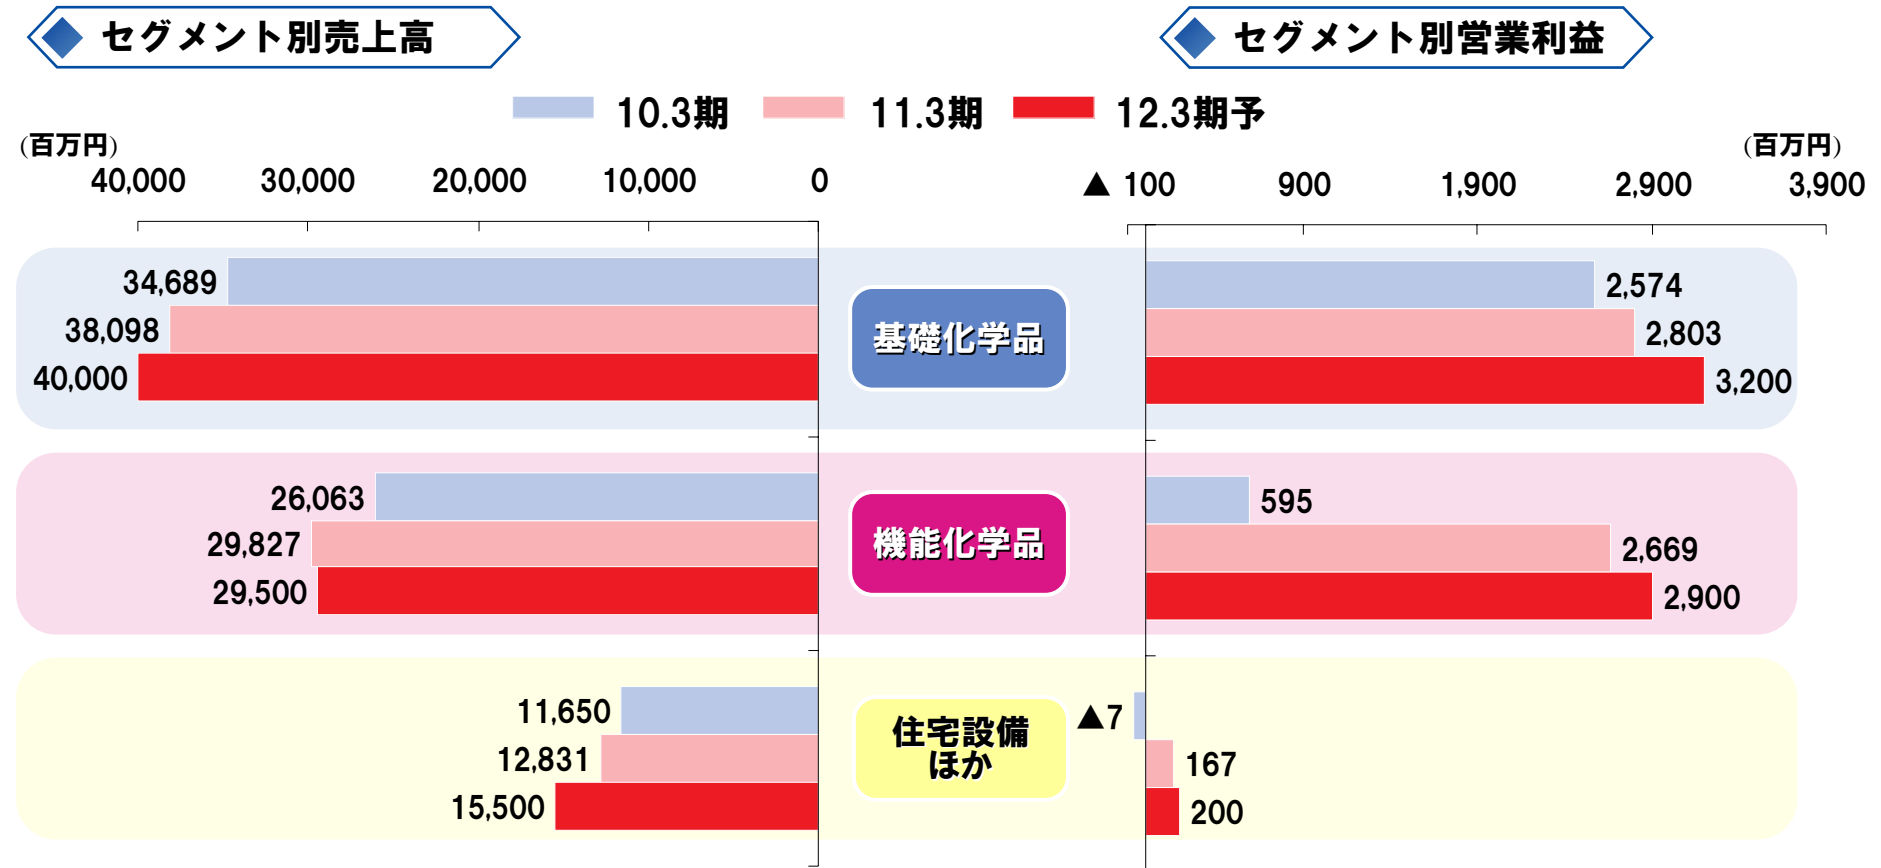 セグメント別売上高
セグメント別営業利益
10.3期 11.3期 12.3期予
(百万円)
(百万円)
40,000 30,000 20,000 10,000 0
▲ 100 900 1,900 2,900 3,900
34,689
38,098
40,000
基礎化学品
2,574
2,803
3,200
26,063
29,827
29,500
機能化学品
595
2,669
2,900
11,650
12,831
15,500
住宅設備
ほか
▲7
167
200